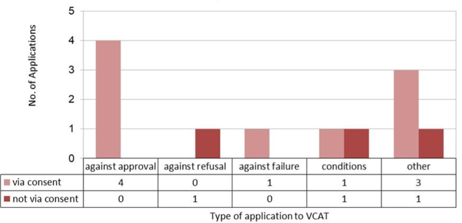 No. of Applications
5
4
3
2
1
0
against approval against refusal against failure conditions other
via consent 4 0 1 1 3
not via consent 0 1 0 1 1
Type of application to VCAT